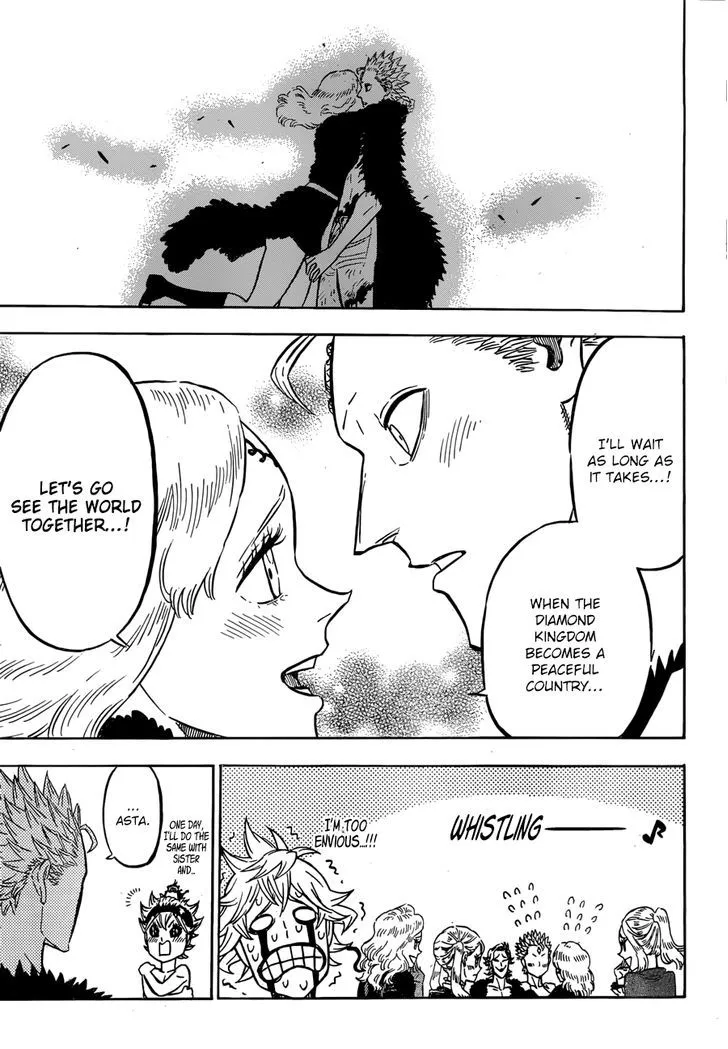 I'LL WAIT
AS LONG AS
IT TAKES...!
WHEN THE
DIAMOND
KINGDOM
BECOMES A
PEACEFUL
COUNTRY...
LET'S GO
SEE THE WORLD
TOGETHER...!
WHISTLING
I'M TOO
ENVIOUS...!!!
...
ASTA.
ONE DAY,
I'LL DO THE
SAME WITH
SISTER
AND...